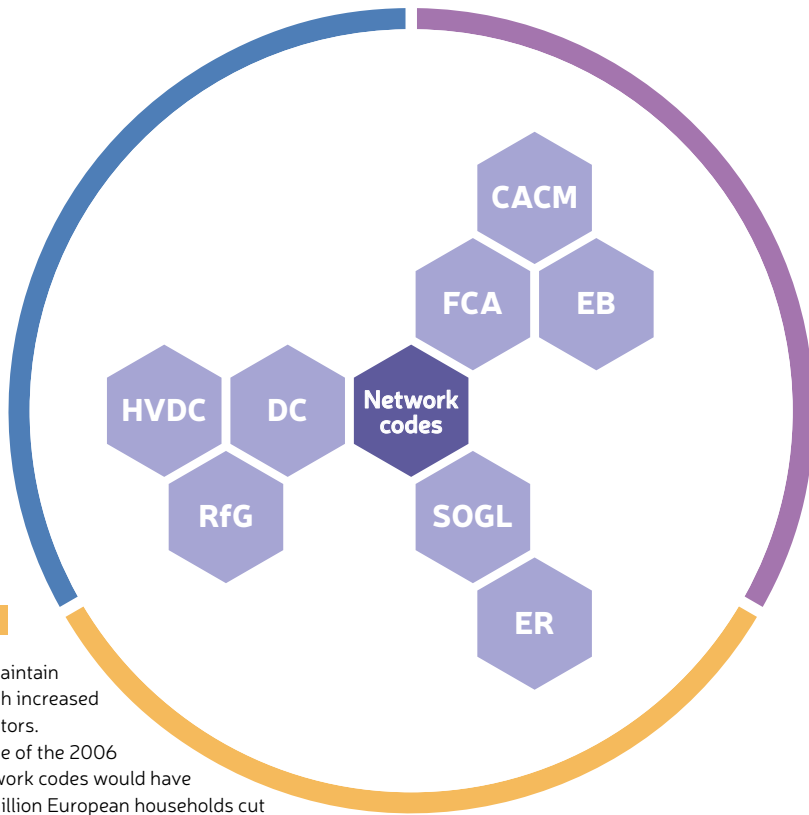 CACM
FCA
EB
HVDC
DC
Network
codes
RfG
SOGL
ER
h increased
tors.
e of the 2006
work codes would have
illion European households cut